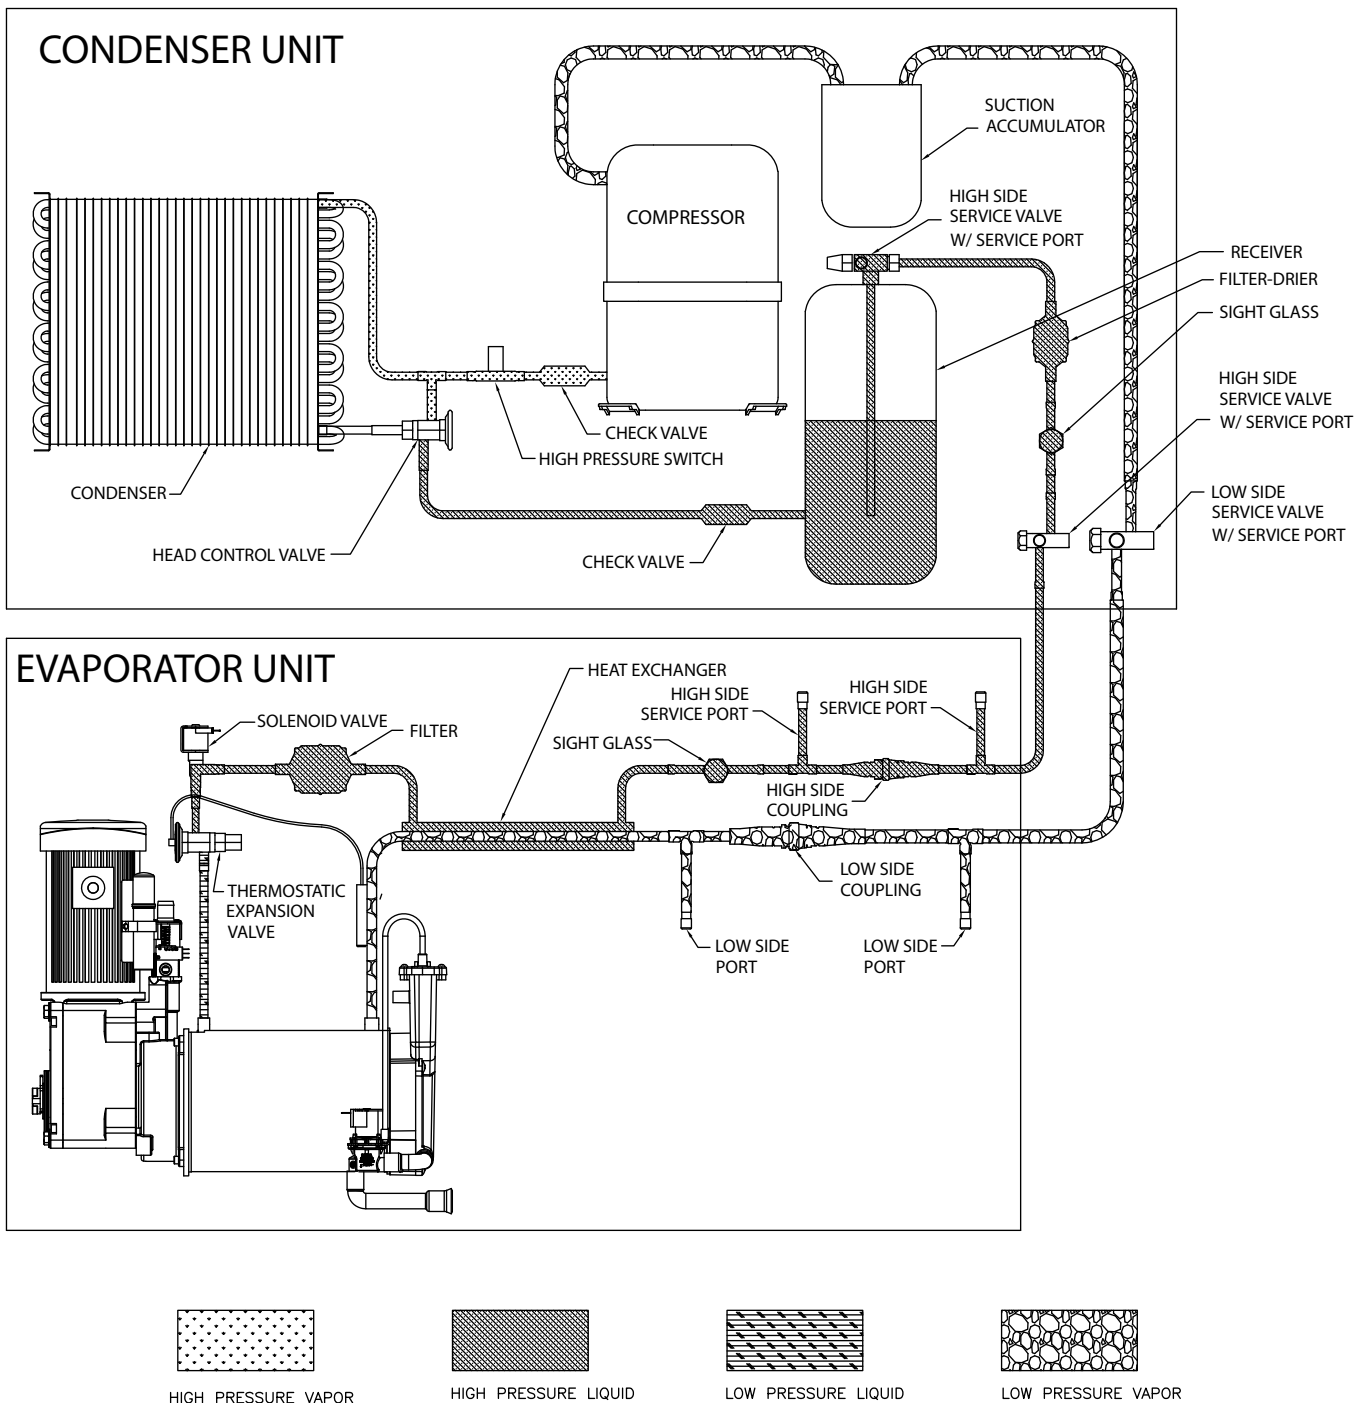 CONDENSER UNIT
SUCTION
ACCUMULATOR
HIGH SIDE
SERVICE VALVE
W/ SERVICE PORT
COMPRESSOR
RECEIVER
FILTER-DRIER
SIGHT GLASS
HIGH SIDE
SERVICE VALVE
W/ SERVICE PORT
CHECK VALVE
HIGH PRESSURE SWITCH
CONDENSER
LOW SIDE
SERVICE VALVE
W/ SERVICE PORT
HEAD CONTROL VALVE
CHECK VALVE
EVAPORATOR UNIT
HEAT EXCHANGER
HIGH SIDE
SERVICE PORT
HIGH SIDE
SERVICE PORT
SOLENOID VALVE
FILTER
SIGHT GLASS
HIGH SIDE
COUPLING
THERMOSTATIC
EXPANSION
VALVE
LOW SIDE
COUPLING
LOW SIDE
PORT
LOW SIDE
PORT
HIGH PRESSURE VAPOR
HIGH PRESSURE LIQUID
LOW PRESSURE LIQUID
LOW PRESSURE VAPOR